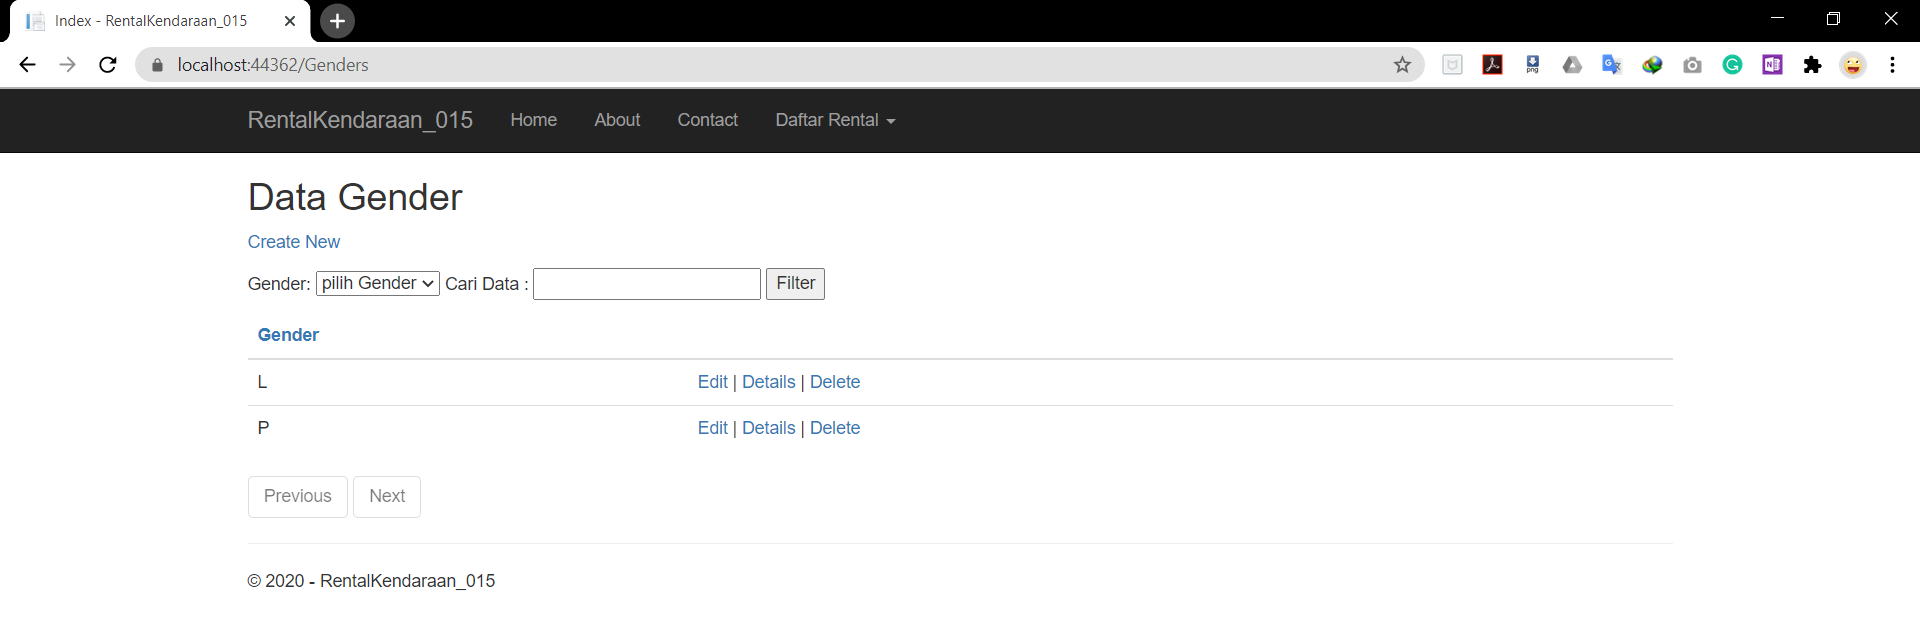 Index - RentalKendaraan_015
localhost:44362/Genders
RentalKendaraan_015 Home About Contact Daftar Rental
Data Gender
Create New
Gender: pilih Gender Cari Data : Filter
Gender
L Edit | Details | Delete
P Edit | Details | Delete
Previous Next
© 2020 - RentalKendaraan_015